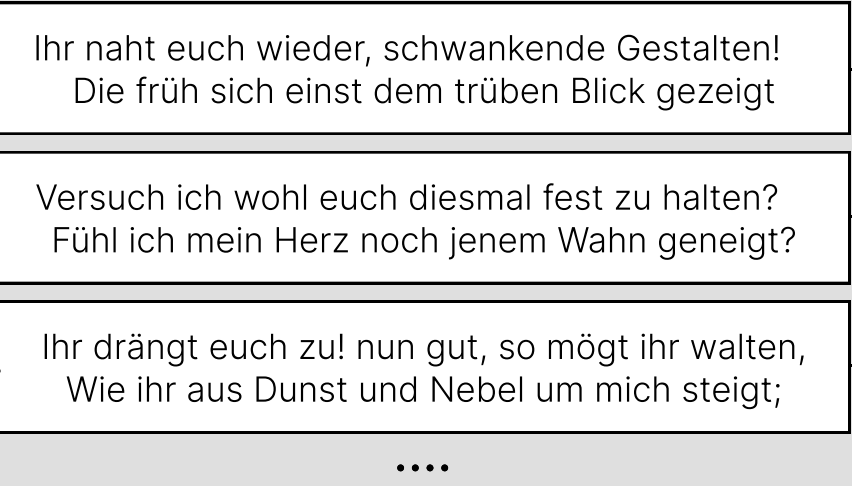 Ihr naht euch wieder, schwankende Gestalten!
Die früh sich einst dem trüben Blick gezeigt
Versuch ich wohl euch diesmal fest zu halten?
Fühl ich mein Herz noch jenem Wahn geneigt?
Ihr drängt euch zu! nun gut, so mögt ihr walten,
Wie ihr aus Dunst und Nebel um mich steigt;
....